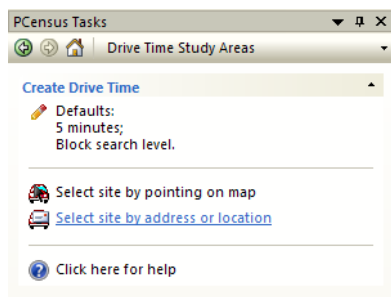 PCensus Tasks
Drive Time Study Areas
Create Drive Time
Defaults:
5 minutes;
Block search level.
Select site by pointing on map
Select site by address or location
Click here for help